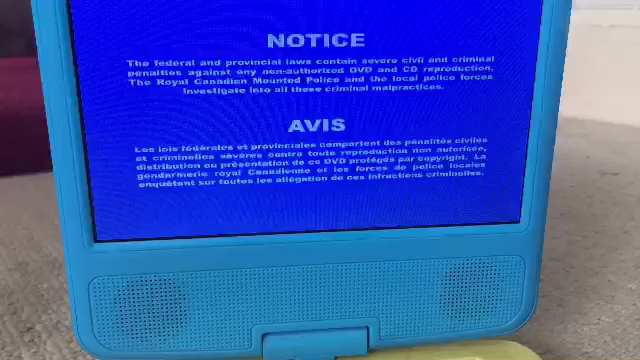 NOTICE
The federal and provincial laws contain severe civil and criminal
penalties against any non-authorized DVD and CD reproduction,
The Royal Canadian Mounted Police and the local police forces
investigate into all these criminal malpractices.
AVIS
Les lois fédérales et provinciales comportent des pénalités civiles
et criminelles sévères contre toute reproduction non autorisée,
distribution ou présentation de ce DVD protégés par copyright. La
gendarmerie royal Canadienne et les forces de police locales
enquêtent sur toutes les allégation de ces infractions criminelles.